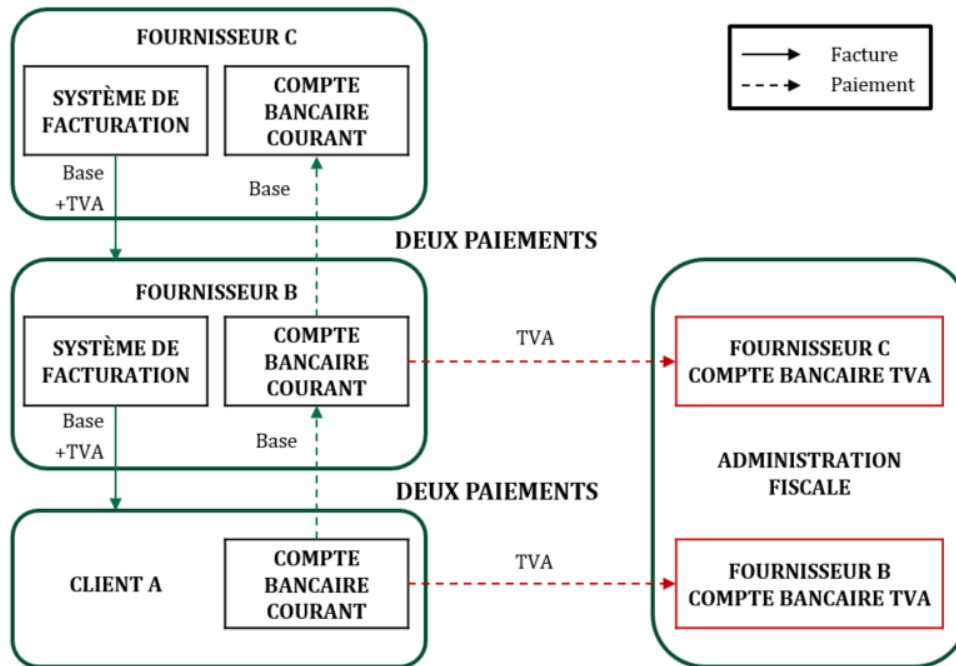 FOURNISSEUR C
SYSTÈME DE
FACTURATION
COMPTE
BANCAIRE
COURANT
Facture
Paiement
Base
+TVA
Base
DEUX PAIEMENTS
FOURNISSEUR B
SYSTÈME DE
FACTURATION
COMPTE
BANCAIRE
COURANT
TVA
FOURNISSEUR C
COMPTE BANCAIRE TVA
Base
+TVA
Base
ADMINISTRATION
FISCALE
DEUX PAIEMENTS
CLIENT A
COMPTE
BANCAIRE
COURANT
TVA
FOURNISSEUR B
COMPTE BANCAIRE TVA